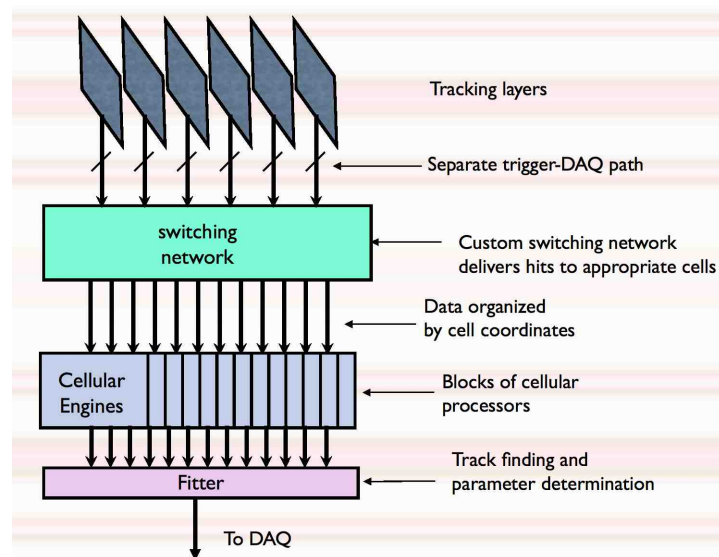 Tracking layers
Separate trigger-DAQ path
switching
network
Custom switching network
delivers hits to appropriate cells
Data organized
by cell coordinates
Cellular
Engines
Blocks of cellular
processors
Fitter
Track finding and
parameter determination
To DAQ